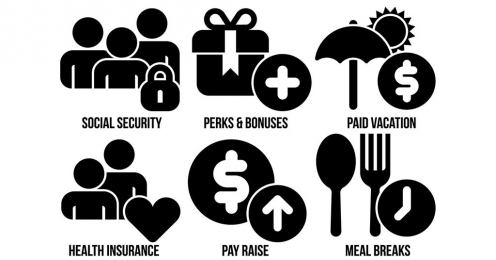 SOCIAL SECURITY
PERKS & BONUSES
PAID VACATION
HEALTH INSURANCE
PAY RAISE
MEAL BREAKS